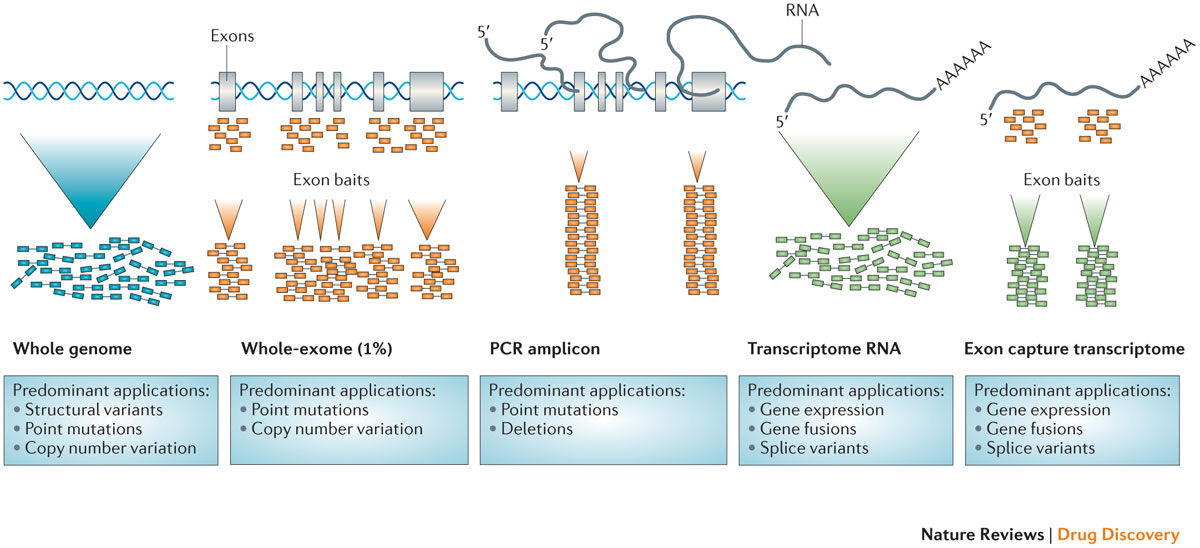 Exons
5′
5′
RNA
5′
AAAAAA
5′
AAAAAA
Exon baits
Exon baits
Whole genome
Predominant applications:
• Structural variants
• Point mutations
• Copy number variation
Whole-exome (1%)
Predominant applications:
• Point mutations
• Copy number variation
PCR amplicon
Predominant applications:
• Point mutations
• Deletions
Transcriptome RNA
Predominant applications:
• Gene expression
• Gene fusions
• Splice variants
Exon capture transcriptome
Predominant applications:
• Gene expression
• Gene fusions
• Splice variants
Nature Reviews | Drug Discovery